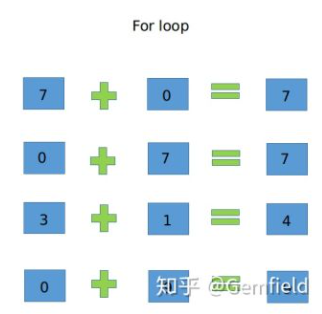 For loop
7 + 0 = 7
0 + 7 = 7
3 + 1 = 4
0 +
知乎 @Gemfield